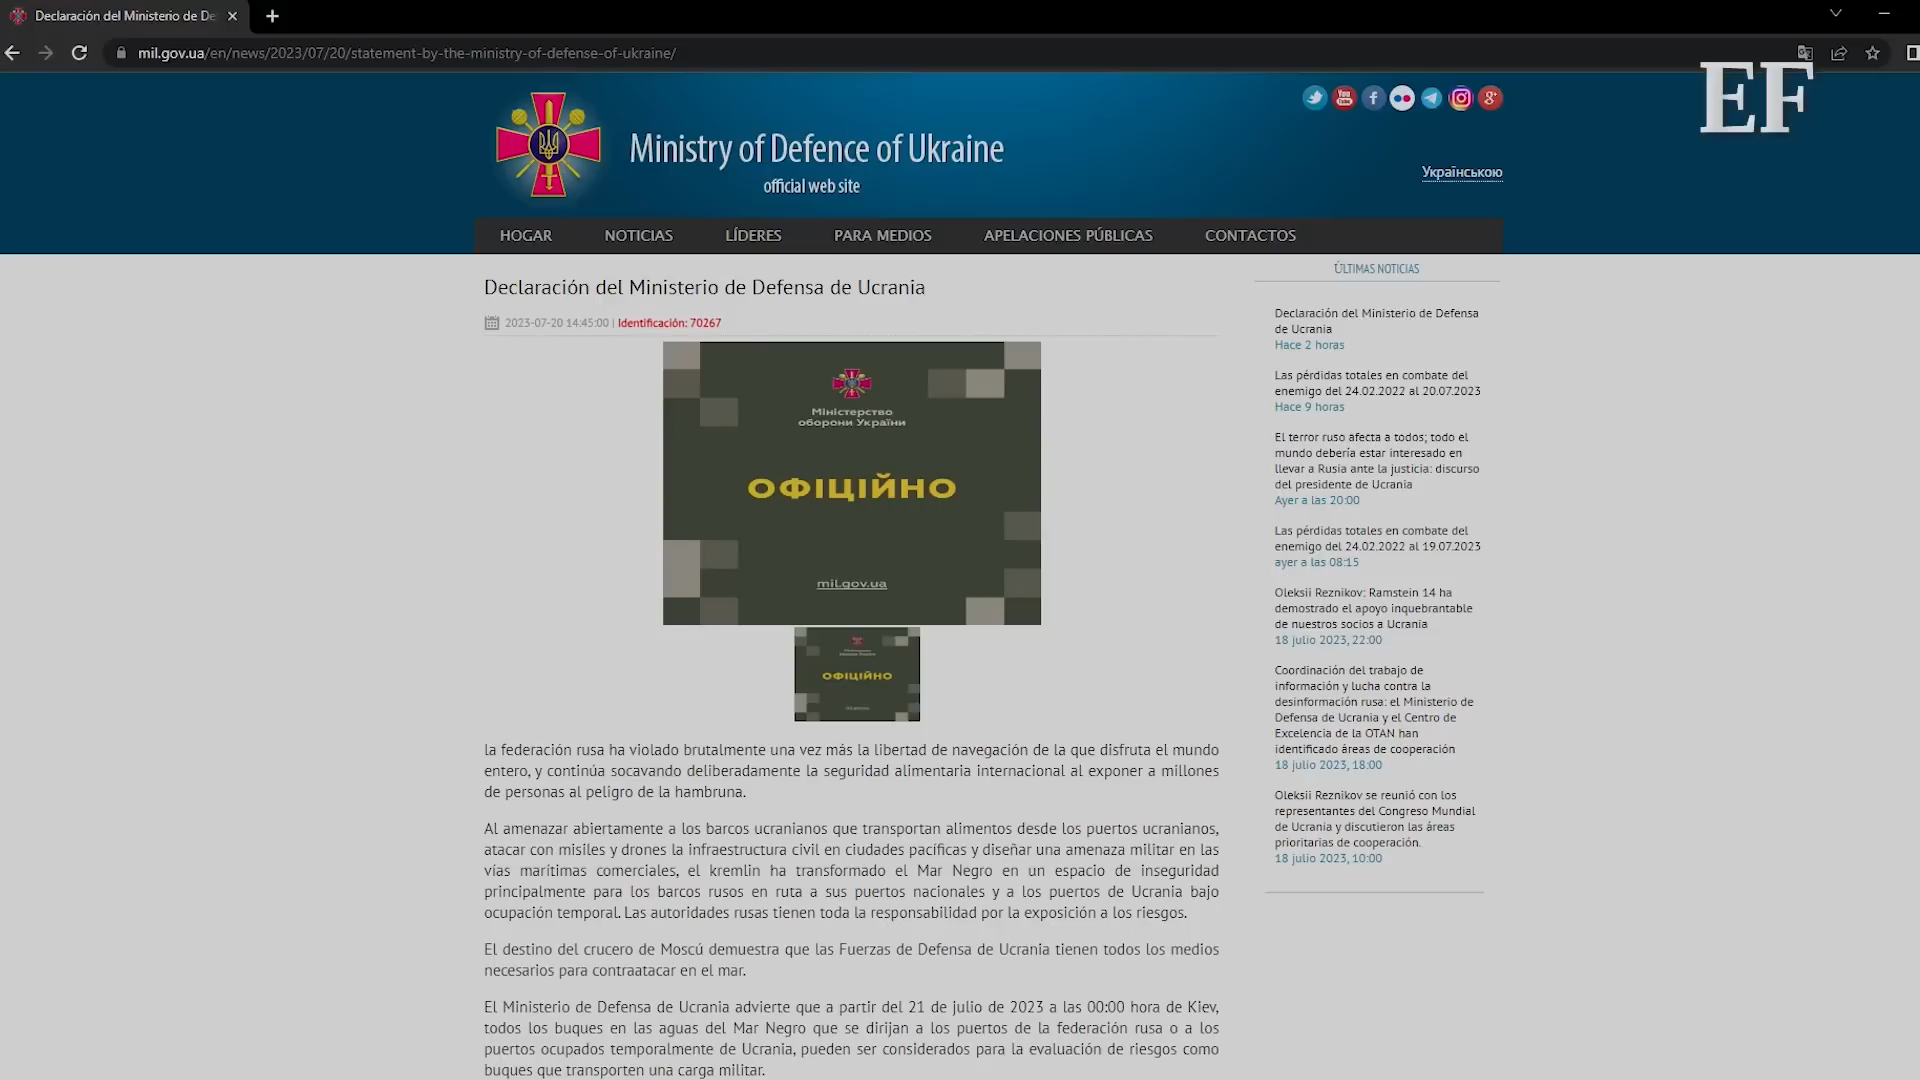 Declaración del Ministerio de De
mil.gov.ua/en/news/2023/07/20/statement-by-the-ministry-of-defense-of-ukraine/
EF
Ministry of Defence of Ukraine
official web site
Українською
HOGAR NOTICIAS LÍDERES PARA MEDIOS APELACIONES PÚBLICAS CONTACTOS
Declaración del Ministerio de Defensa de Ucrania
2023-07-20 14:45:00 | Identificación: 70267
Міністерство
оборони України
ОФІЦІЙНО
mil.gov.ua
ОФІЦІЙНО
la federación rusa ha violado brutalmente una vez más la libertad de navegación de la que disfruta el mundo
entero, y continúa socavando deliberadamente la seguridad alimentaria internacional al exponer a millones
de personas al peligro de la hambruna.
Al amenazar abiertamente a los barcos ucranianos que transportan alimentos desde los puertos ucranianos,
atacar con misiles y drones la infraestructura civil en ciudades pacíficas y diseñar una amenaza militar en las
vías marítimas comerciales, el kremlin ha transformado el Mar Negro en un espacio de inseguridad
principalmente para los barcos rusos en ruta a sus puertos nacionales y a los puertos de Ucrania bajo
ocupación temporal. Las autoridades rusas tienen toda la responsabilidad por la exposición a los riesgos.
El destino del crucero de Moscú demuestra que las Fuerzas de Defensa de Ucrania tienen todos los medios
necesarios para contraatacar en el mar.
El Ministerio de Defensa de Ucrania advierte que a partir del 21 de julio de 2023 a las 00:00 hora de Kiev,
todos los buques en las aguas del Mar Negro que se dirijan a los puertos de la federación rusa o a los
puertos ocupados temporalmente de Ucrania, pueden ser considerados para la evaluación de riesgos como
buques que transporten una carga militar.
ÚLTIMAS NOTICIAS
Declaración del Ministerio de Defensa
de Ucrania
Hace 2 horas
Las pérdidas totales en combate del
enemigo del 24.02.2022 al 20.07.2023
Hace 9 horas
El terror ruso afecta a todos; todo el
mundo debería estar interesado en
llevar a Rusia ante la justicia: discurso
del presidente de Ucrania
Ayer a las 20:00
Las pérdidas totales en combate del
enemigo del 24.02.2022 al 19.07.2023
ayer a las 08:15
Oleksii Reznikov: Ramstein 14 ha
demostrado el apoyo inquebrantable
de nuestros socios a Ucrania
18 julio 2023, 22:00
Coordinación del trabajo de
información y lucha contra la
desinformación rusa: el Ministerio de
Defensa de Ucrania y el Centro de
Excelencia de la OTAN han
identificado áreas de cooperación
18 julio 2023, 18:00
Oleksii Reznikov se reunió con los
representantes del Congreso Mundial
de Ucrania y discutieron las áreas
prioritarias de cooperación.
18 julio 2023, 10:00